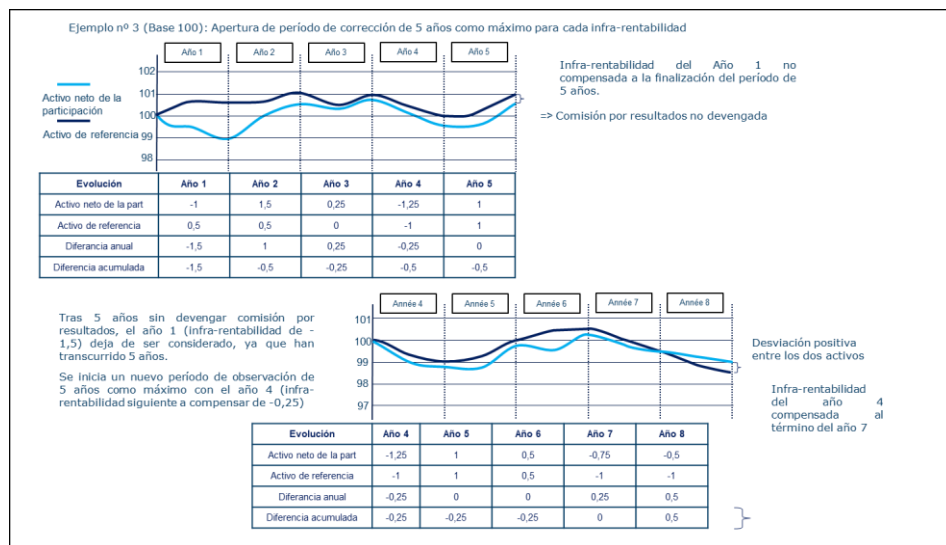 Ejemplo nº 3 (Base 100): Apertura de período de corrección de 5 años como máximo para cada infra-rentabilidad
Año 1 Año 2 Año 3 Año 4 Año 5
102
101
100
99
98
Activo neto de la
participación
Activo de referencia
Infra-rentabilidad del Año 1 no
compensada a la finalización del período de
5 años.
=> Comisión por resultados no devengada
Evolución Año 1 Año 2 Año 3 Año 4 Año 5
Activo neto de la part -1 1,5 0,25 -1,25 1
Activo de referencia 0,5 0,5 0 -1 1
Diferancia anual -1,5 1 0,25 -0,25 0
Diferencia acumulada -1,5 -0,5 -0,25 -0,5 -0,5
Tras 5 años sin devengar comisión por
resultados, el año 1 (infra-rentabilidad de -
1,5) deja de ser considerado, ya que han
transcurrido 5 años.
Se inicia un nuevo período de observación de
5 años como máximo con el año 4 (infra-
rentabilidad siguiente a compensar de -0,25)
Année 4 Année 5 Année 6 Année 7 Année 8
101
100
99
98
97
Desviación positiva
entre los dos activos
Infra-rentabilidad
del año 4
compensada al
término del año 7
Evolución Año 4 Año 5 Año 6 Año 7 Año 8
Activo neto de la part -1,25 1 0,5 -0,75 -0,5
Activo de referencia -1 1 0,5 -1 -1
Diferancia anual -0,25 0 0 0,25 0,5
Diferencia acumulada -0,25 -0,25 -0,25 0 0,5